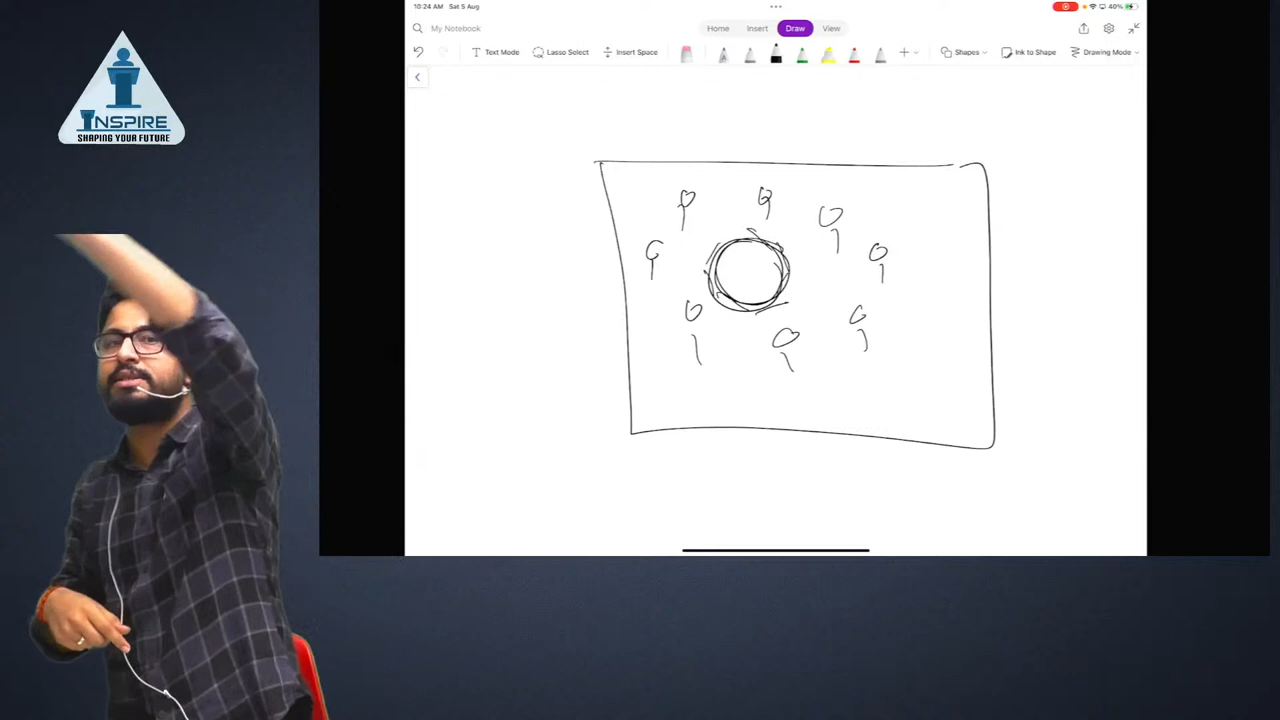 10:24 AM Sat 5 Aug
40%
My Notebook
Home Insert Draw View
Text Mode Lasso Select Insert Space Shapes Ink to Shape Drawing Mode
INSPIRE
SHAPING YOUR FUTURE